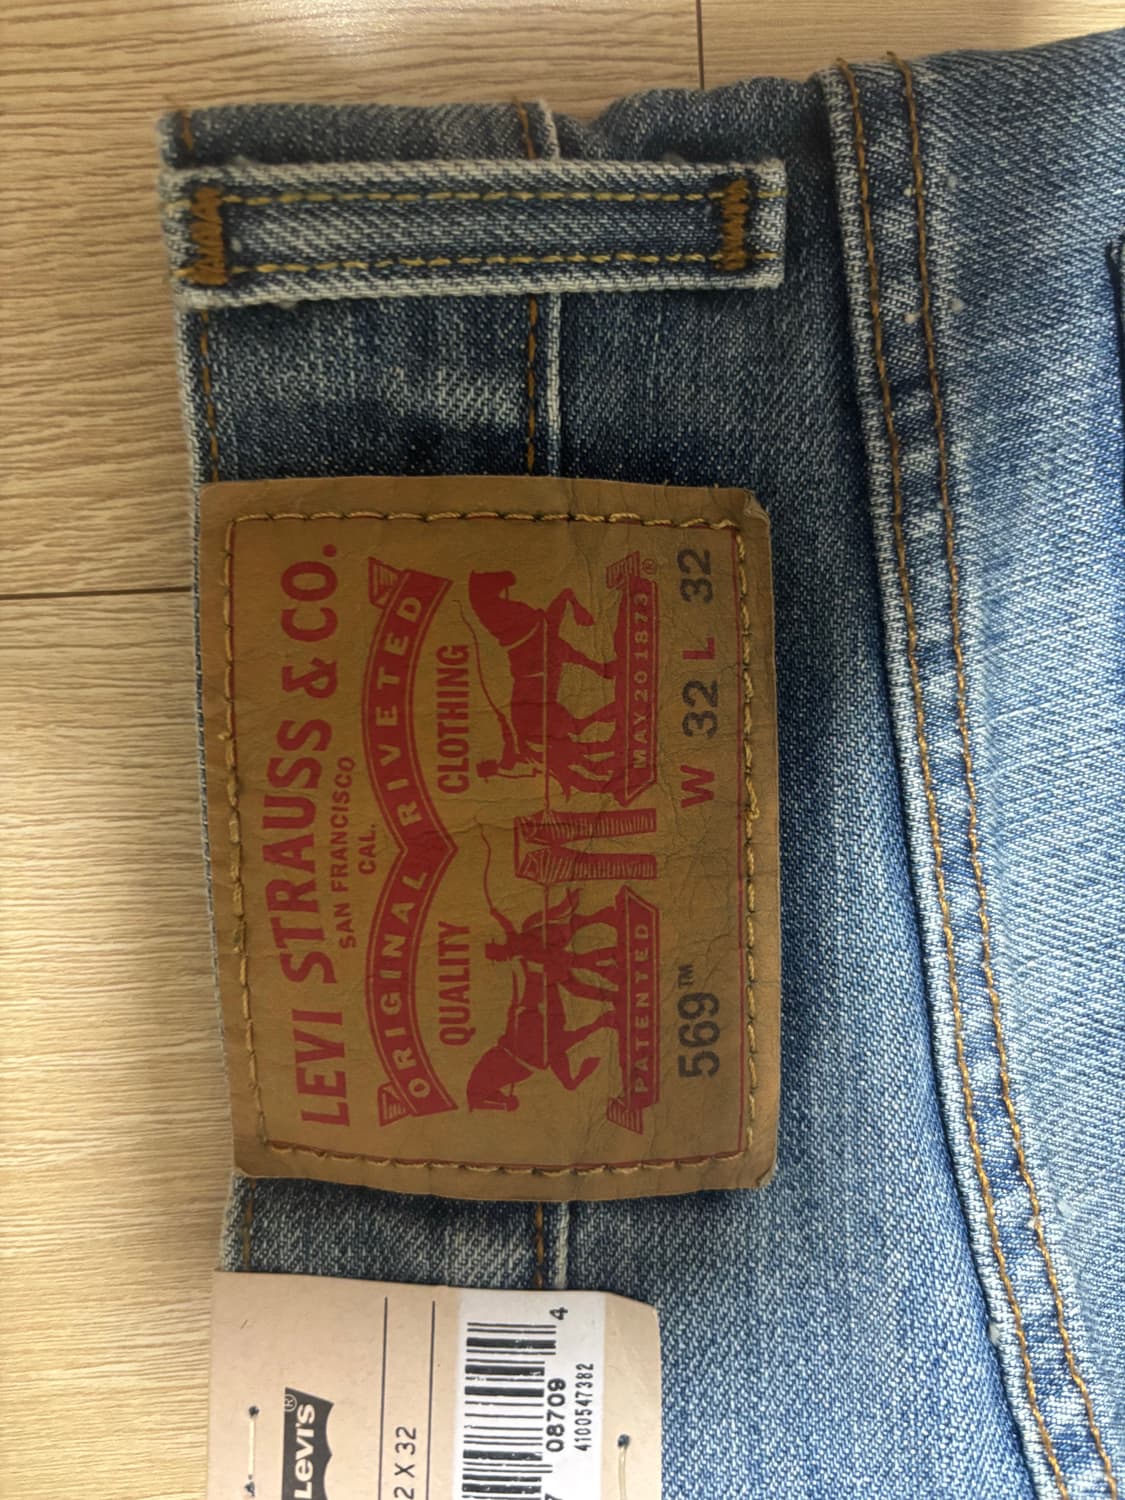 LEVI STRAUSS & CO.
SAN FRANCISCO
CAL.
ORIGINAL RIVETED
QUALITY CLOTHING
PATENTED MAY 20 1873®
569™ W 32 L 32
LEVI'S®
2 X 32
08709 4
4100547382